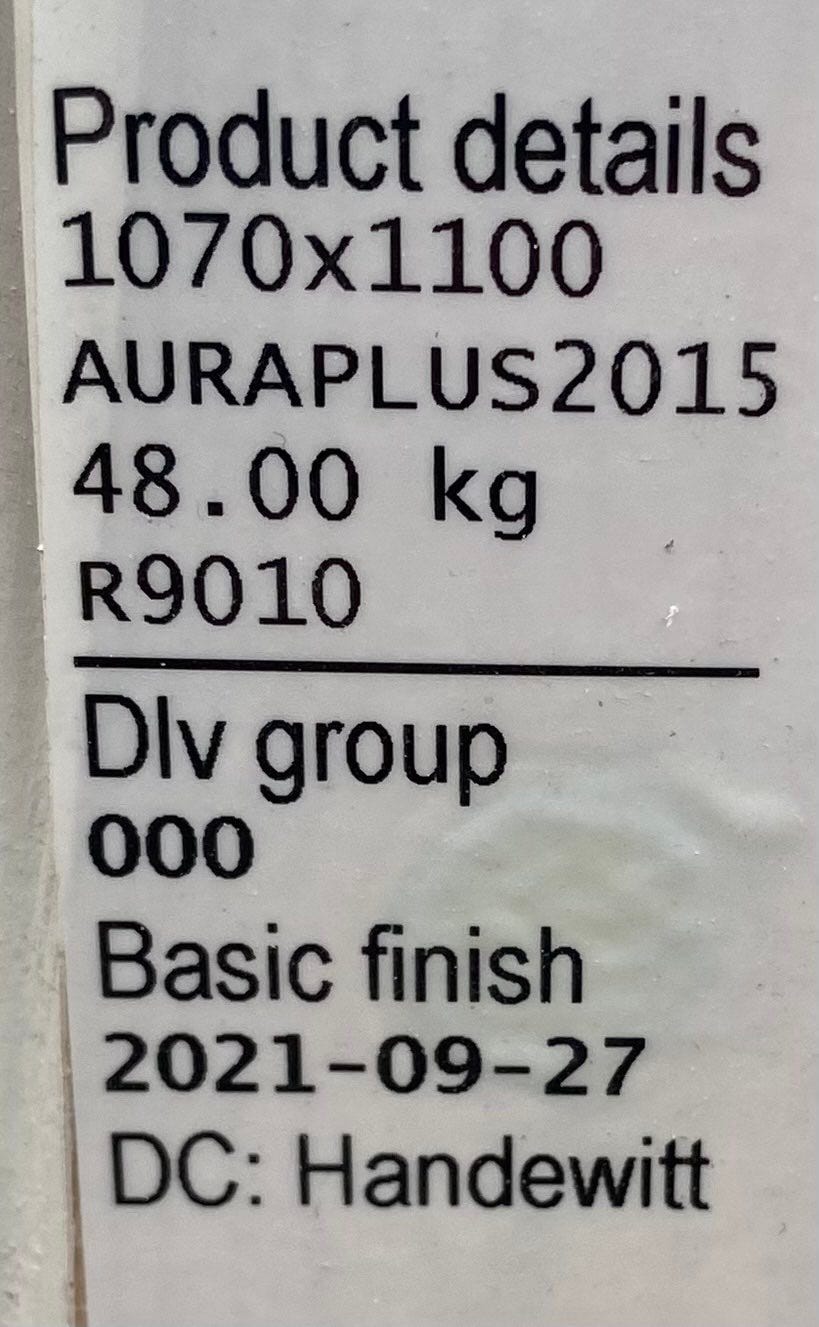 Product details
1070x1100
AURAPLUS2015
48.00 kg
R9010
Dlv group
000
Basic finish
2021-09-27
DC: Handewitt